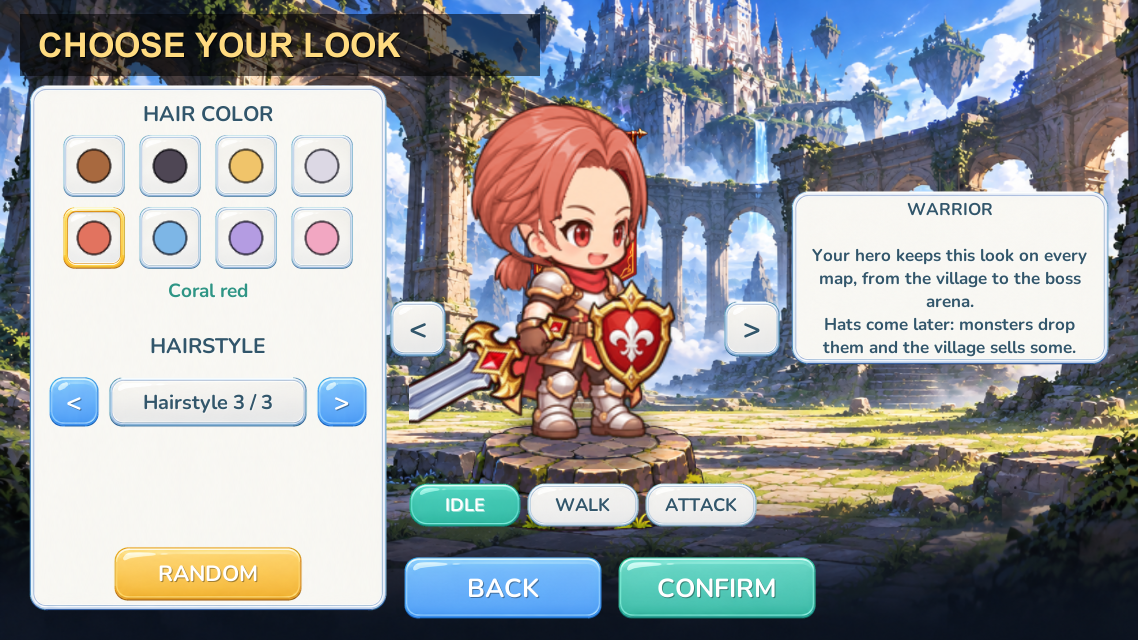 CHOOSE YOUR LOOK
HAIR COLOR
Coral red
HAIRSTYLE
<
Hairstyle 3 / 3
>
RANDOM
<
>
IDLE
WALK
ATTACK
BACK
CONFIRM
WARRIOR
Your hero keeps this look on every
map, from the village to the boss
arena.
Hats come later: monsters drop
them and the village sells some.